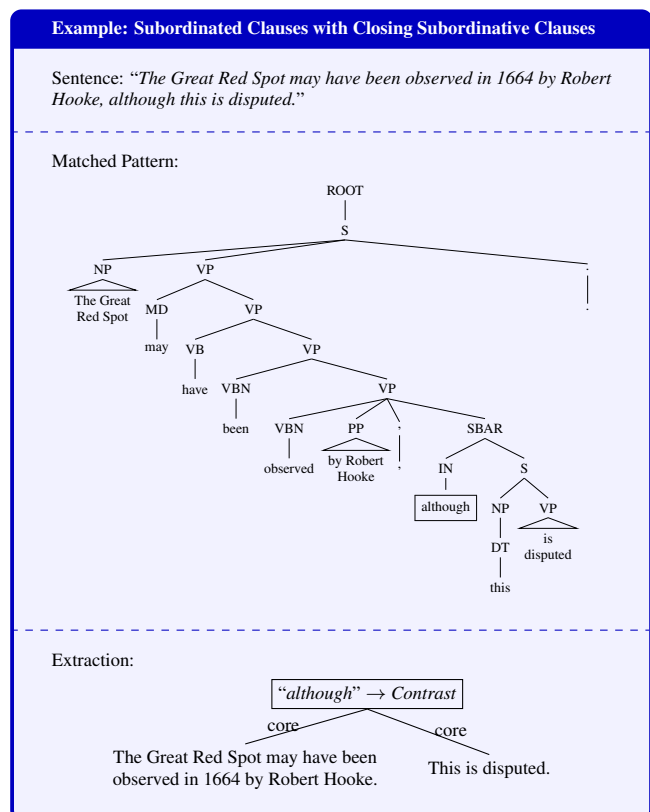 Example: Subordinated Clauses with Closing Subordinative Clauses
Sentence: “The Great Red Spot may have been observed in 1664 by Robert
Hooke, although this is disputed.”
Matched Pattern:
ROOT
S
NP VP .
The Great
Red Spot
MD VP
.
may
VB VP
have
VBN VP
been
VBN PP , SBAR
observed
by Robert
Hooke
,
IN S
although
NP VP
DT
is
disputed
this
Extraction:
“although” → Contrast
core core
The Great Red Spot may have been
observed in 1664 by Robert Hooke.
This is disputed.